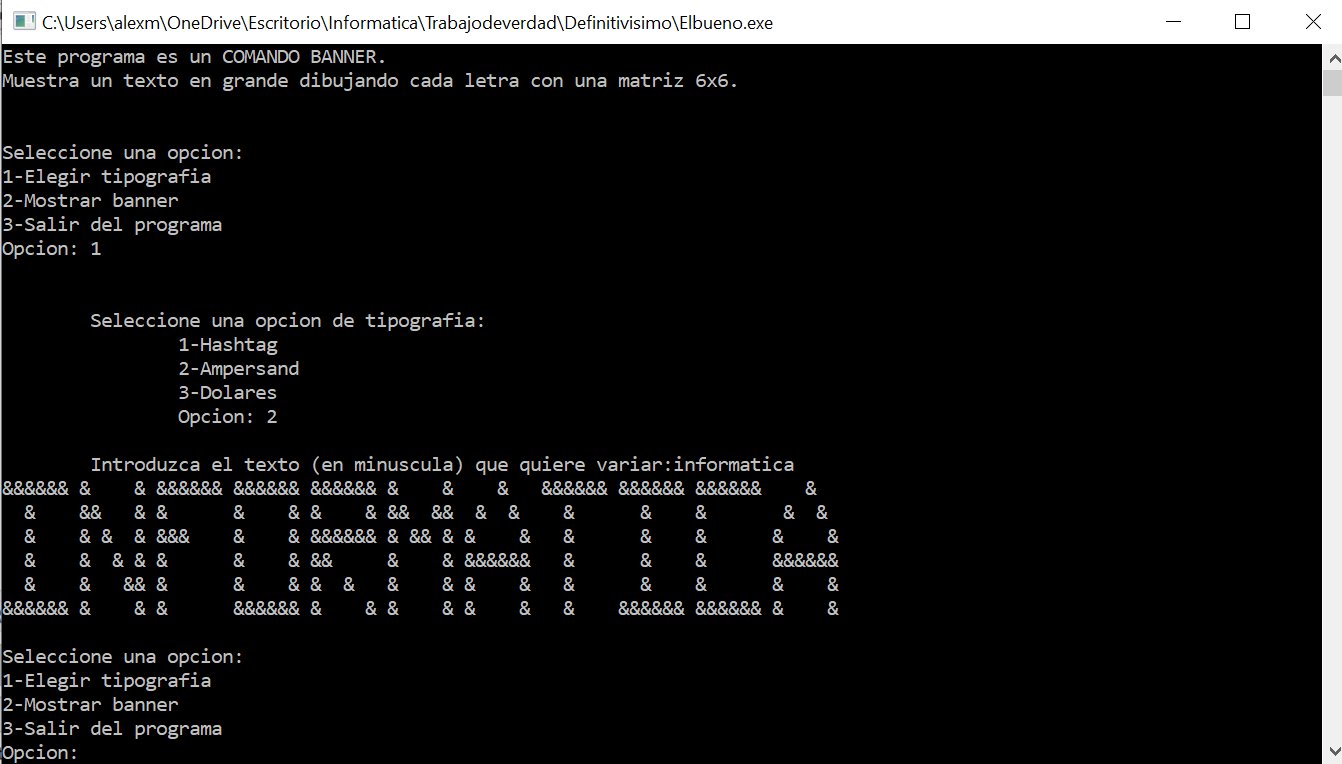 C:\Users\alexm\OneDrive\Escritorio\Informatica\Trabajodeverdad\Definitivisimo\Elbueno.exe
Este programa es un COMANDO BANNER.
Muestra un texto en grande dibujando cada letra con una matriz 6x6.
Seleccione una opcion:
1-Elegir tipografia
2-Mostrar banner
3-Salir del programa
Opcion: 1
Seleccione una opcion de tipografia:
1-Hashtag
2-Ampersand
3-Dolares
Opcion: 2
Introduzca el texto (en minuscula) que quiere variar:informatica
&&&&&& &    & &&&&&& &&&&&& &&&&&& &    &    &   &&&&&& &&&&&& &&&&&&    &
  &    &&   & &      &    & &    & &&  &&  &  &    &      &    &       &  &
  &    & &  & &&&    &    & &&&&&& & && & &    &   &      &    &      &    &
  &    &  & & &      &    & &&     &    & &&&&&&   &      &    &      &&&&&&
  &    &   && &      &    & &  &   &    & &    &   &      &    &      &    &
&&&&&& &    & &      &&&&&& &    & &    & &    &   &    &&&&&& &&&&&& &    &
Seleccione una opcion:
1-Elegir tipografia
2-Mostrar banner
3-Salir del programa
Opcion: